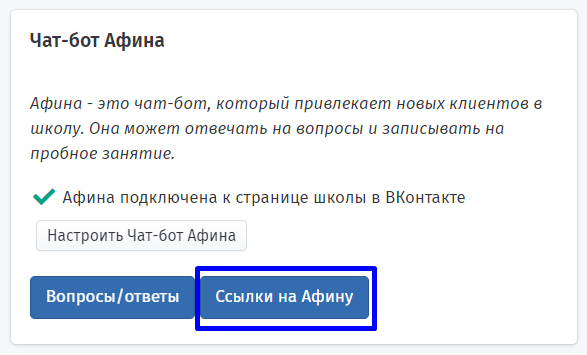 Чат-бот Афина
Афина - это чат-бот, который привлекает новых клиентов в
школу. Она может отвечать на вопросы и записывать на
пробное занятие.
Афина подключена к странице школы в ВКонтакте
Настроить Чат-бот Афина
Вопросы/ответы
Ссылки на Афину